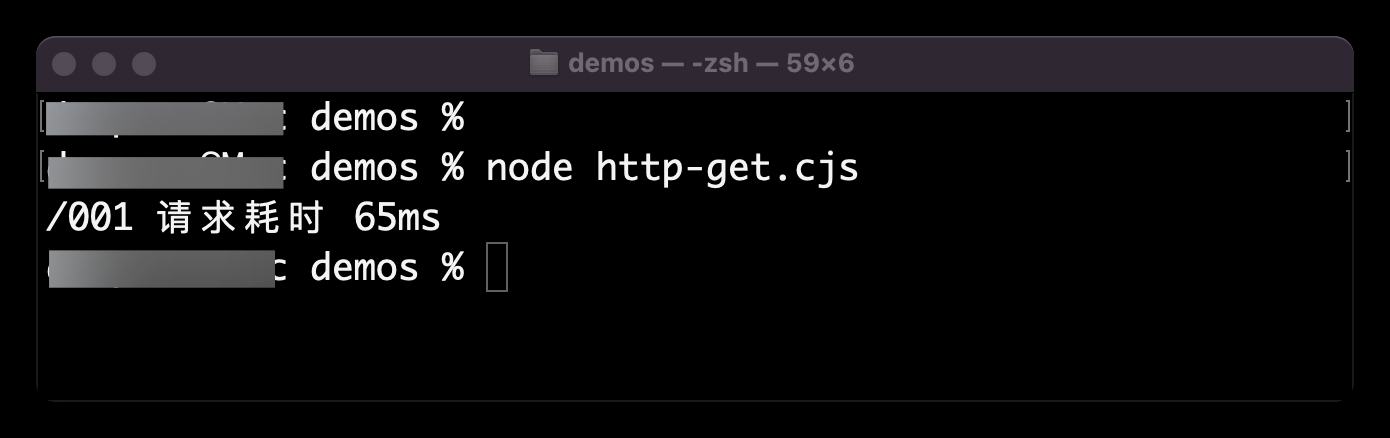 demos — -zsh — 59×6
demos %
demos % node http-get.cjs
/001 请求耗时 65ms
demos %